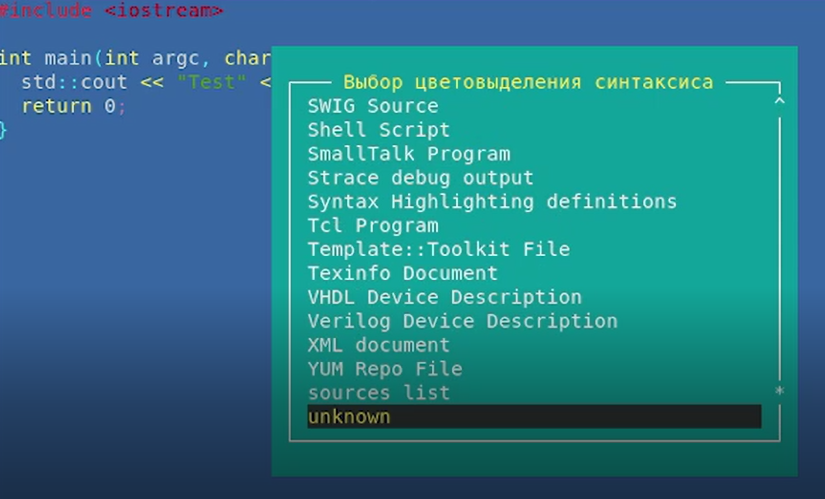 #include <iostream>
int main(int argc, char
std::cout << "Test" <
return 0;
}
Выбор цветовыделения синтаксиса
SWIG Source
^
Shell Script
SmallTalk Program
Strace debug output
Syntax Highlighting definitions
Tcl Program
Template::Toolkit File
Texinfo Document
VHDL Device Description
Verilog Device Description
XML document
YUM Repo File
sources list
*
unknown